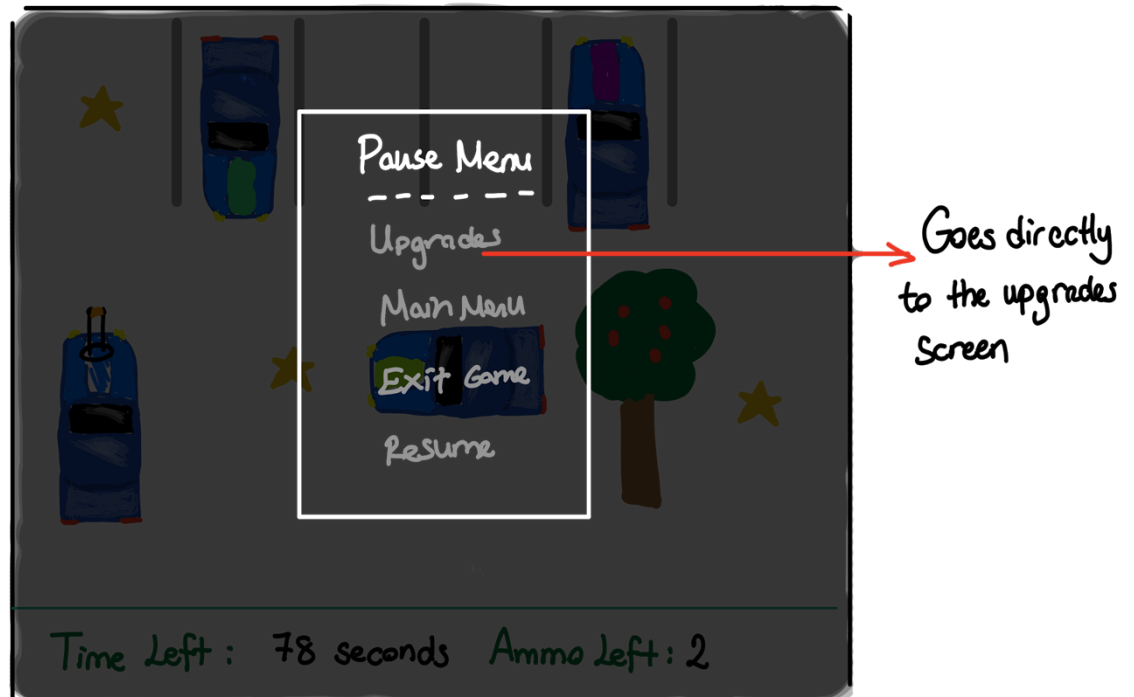 Pause Menu
Upgrades
Main Menu
Exit Game
Resume
Goes directly
to the upgrades
Screen
Time Left: 78 seconds Ammo Left: 2